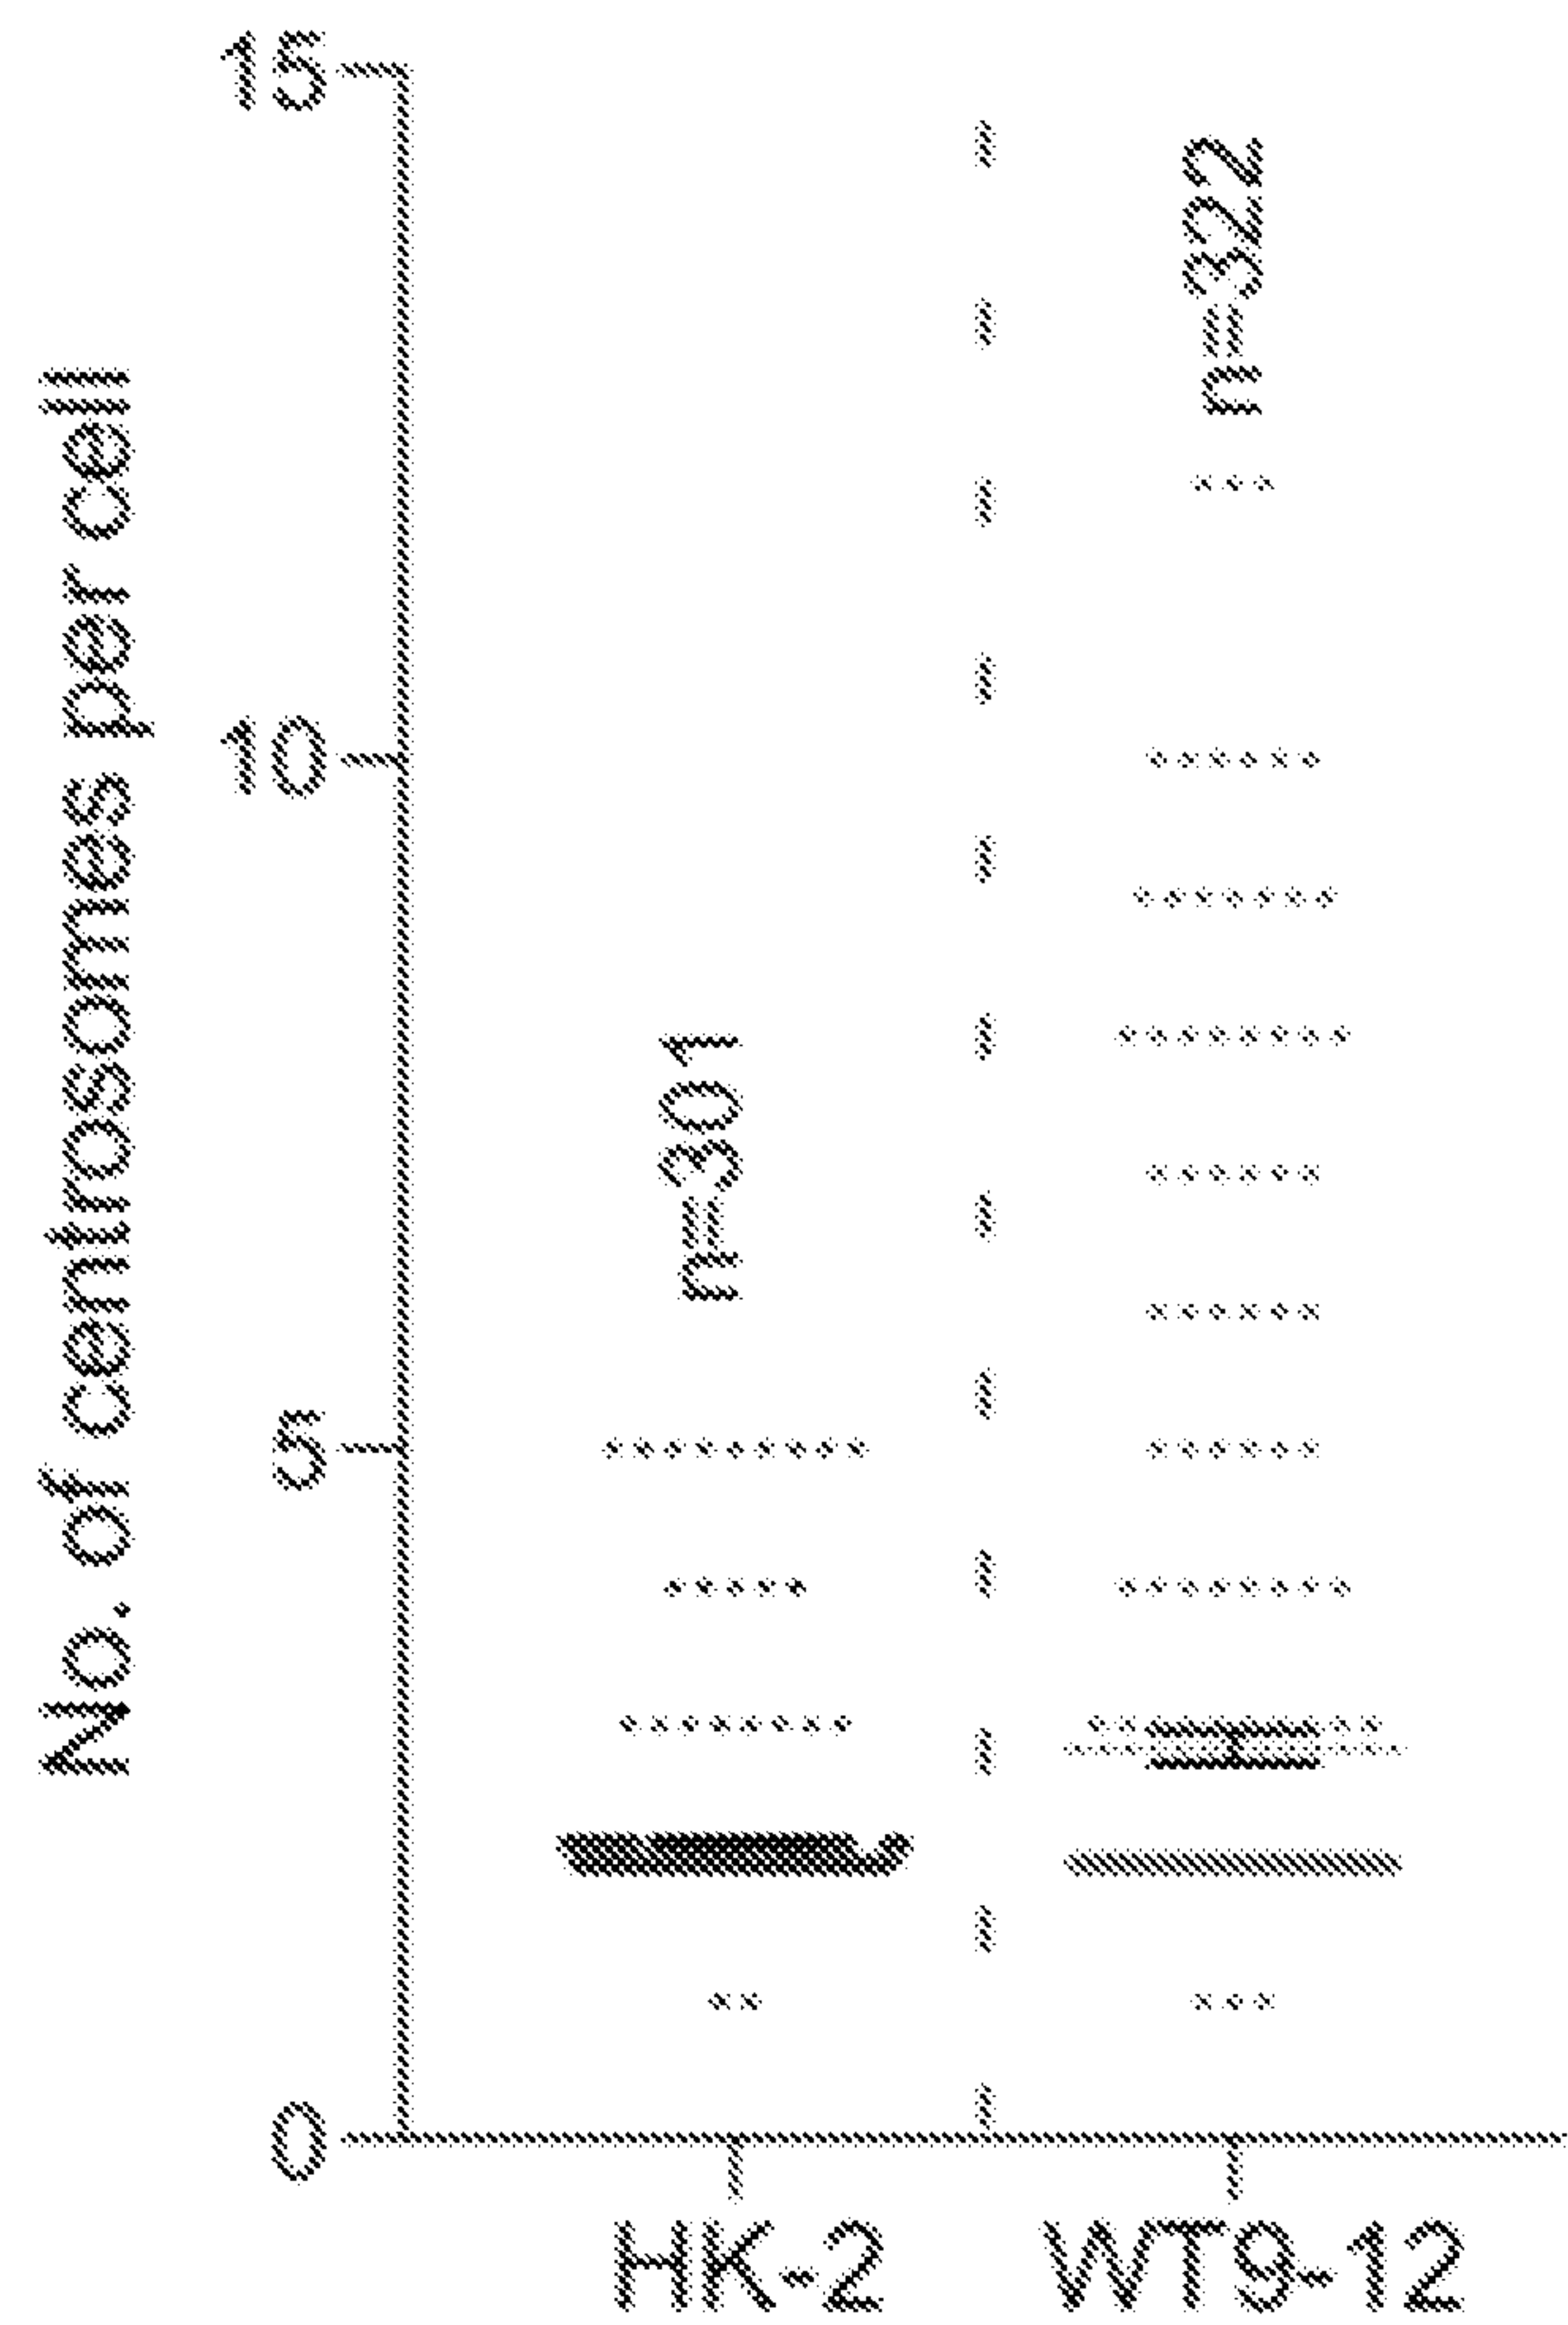 No. of centrosomes per cell
15
10
5
0
n=301
n=322
HK-2
WT9-12